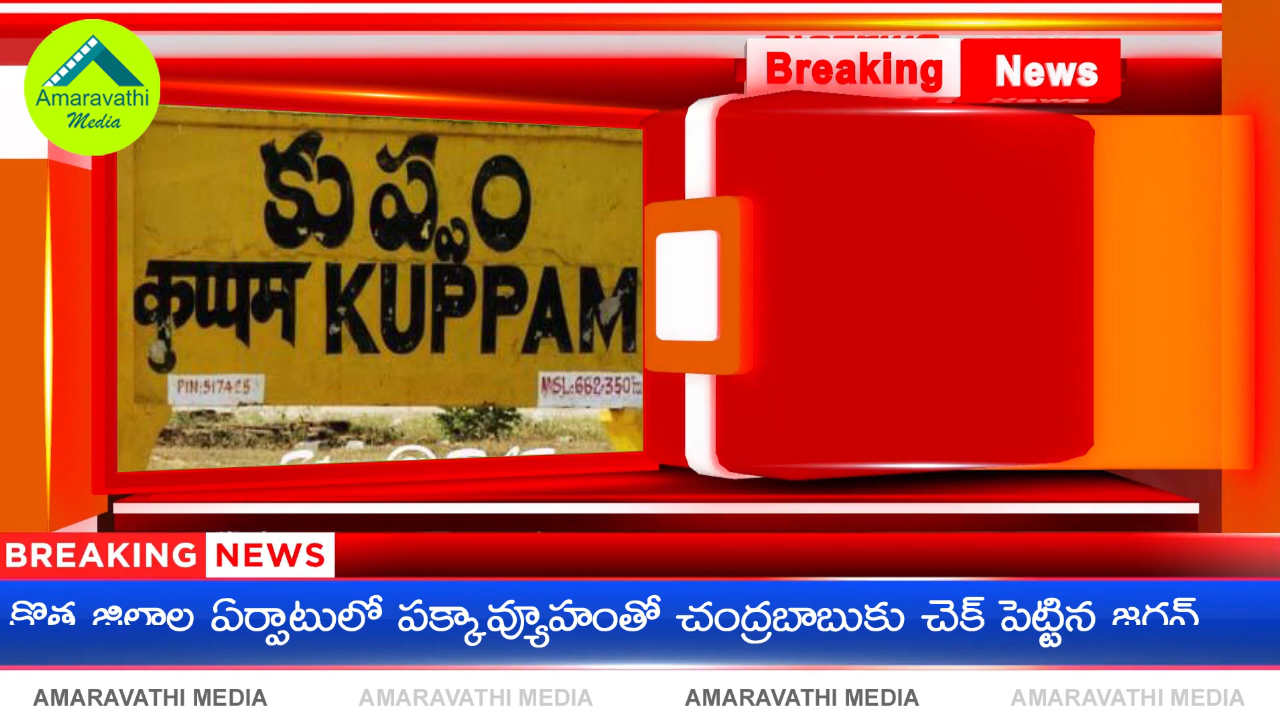 Amaravathi
Media
Breaking News
కుప్పం
कुप्पम KUPPAM
PIN:517425
MSL:662·350
BREAKING NEWS
కొత్త జిల్లాల ఏర్పాటులో పక్కావ్యూహంతో చంద్రబాబుకు చెక్ పెట్టిన జగన్
AMARAVATHI MEDIA AMARAVATHI MEDIA AMARAVATHI MEDIA AMARAVATHI MEDIA